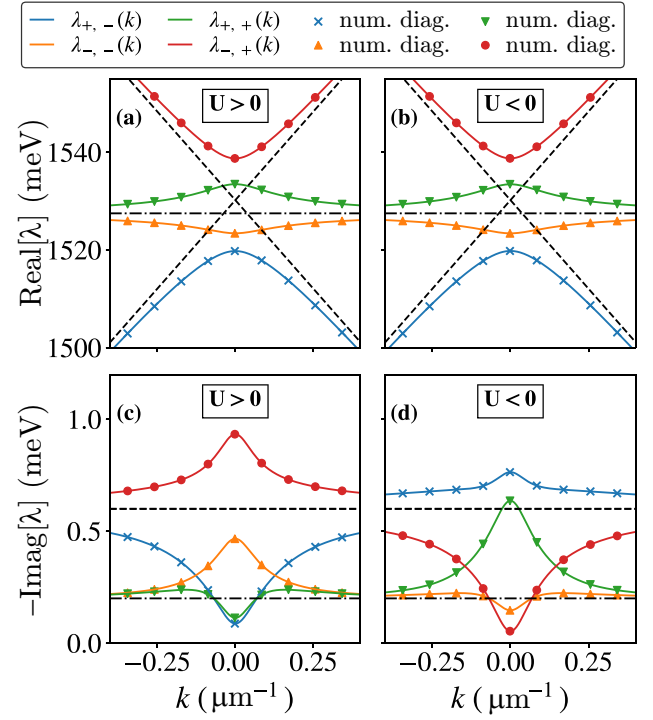 λ+, −(k) λ+, +(k) num. diag. num. diag.
λ−, −(k) λ−, +(k) num. diag. num. diag.
(a) U > 0 (b) U < 0
Real[λ] (meV)
1540
1520
1500
(c) U > 0 (d) U < 0
−Imag[λ] (meV)
1.0
0.5
0.0
−0.25 0.00 0.25 −0.25 0.00 0.25
k (μm⁻¹) k (μm⁻¹)